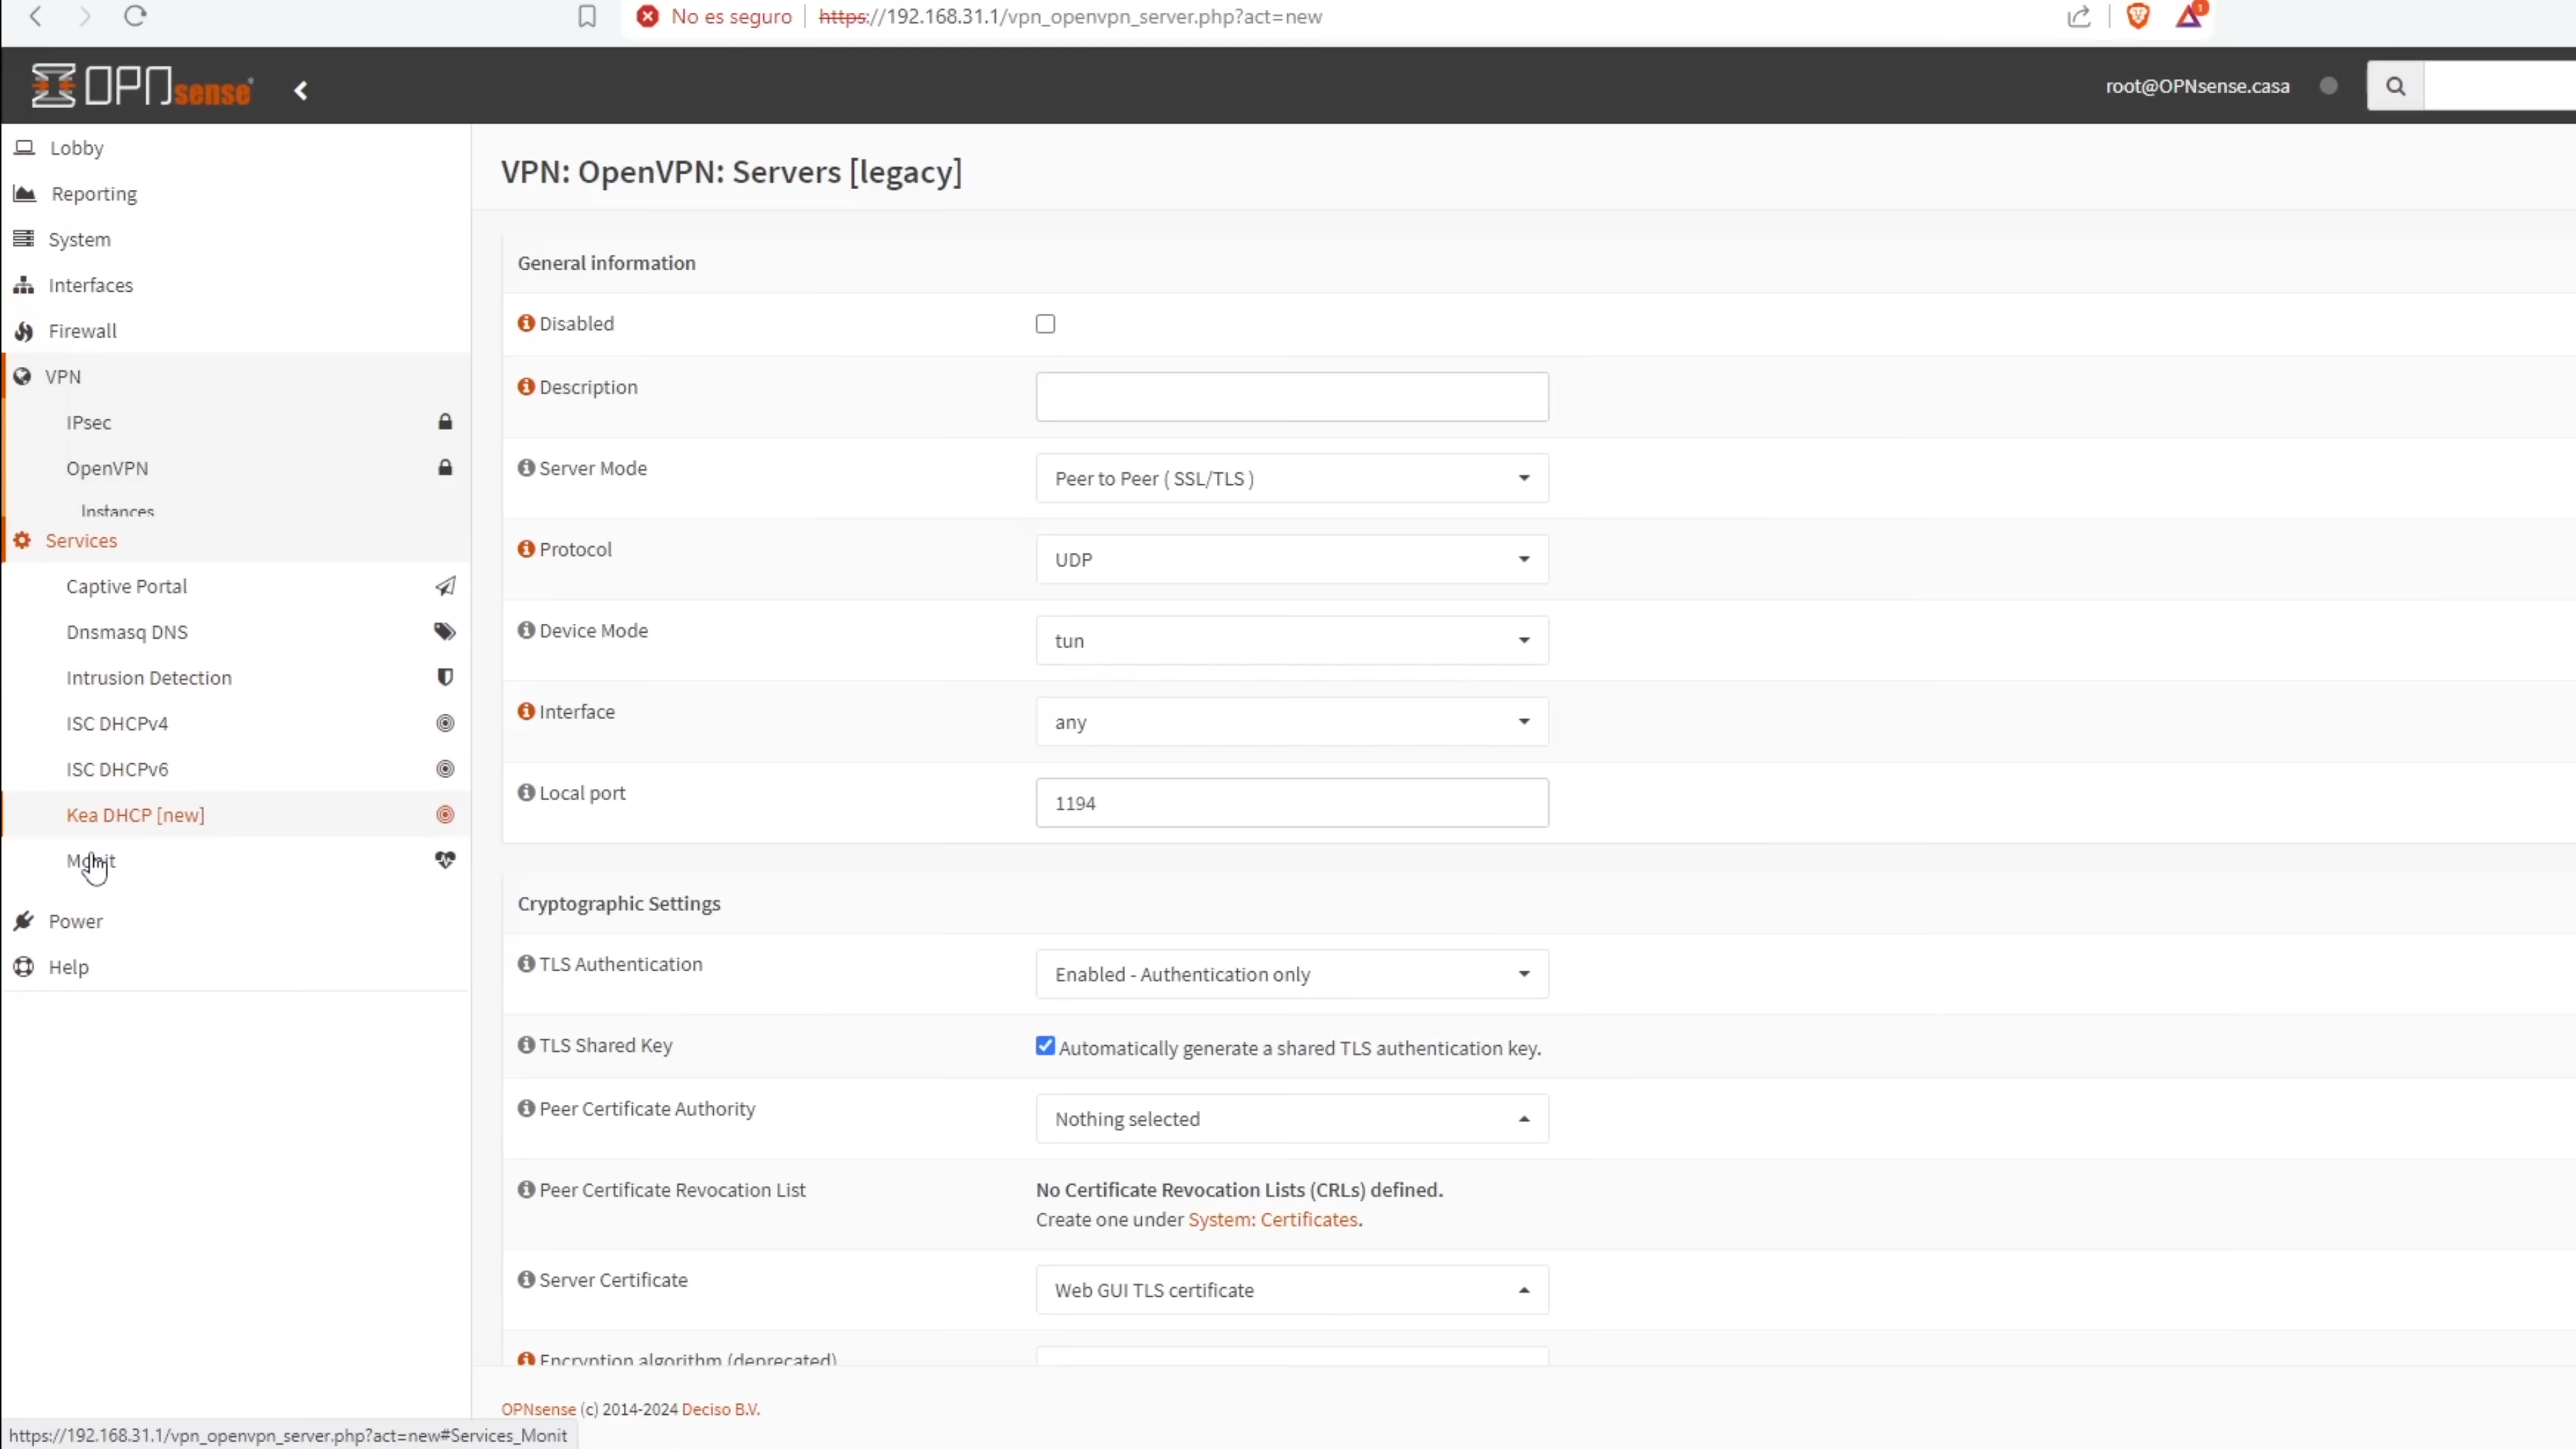 No es seguro https://192.168.31.1/vpn_openvpn_server.php?act=new
1
OPNsense
root@OPNsense.casa
Lobby
Reporting
System
Interfaces
Firewall
VPN
IPsec
OpenVPN
Instances
Services
Captive Portal
Dnsmasq DNS
Intrusion Detection
ISC DHCPv4
ISC DHCPv6
Kea DHCP [new]
Monit
Power
Help
VPN: OpenVPN: Servers [legacy]
General information
Disabled
Description
Server Mode
Peer to Peer ( SSL/TLS )
Protocol
UDP
Device Mode
tun
Interface
any
Local port
1194
Cryptographic Settings
TLS Authentication
Enabled - Authentication only
TLS Shared Key
Automatically generate a shared TLS authentication key.
Peer Certificate Authority
Nothing selected
Peer Certificate Revocation List
No Certificate Revocation Lists (CRLs) defined.
Create one under System: Certificates.
Server Certificate
Web GUI TLS certificate
Encryption algorithm (deprecated)
OPNsense (c) 2014-2024 Deciso B.V.
https://192.168.31.1/vpn_openvpn_server.php?act=new#Services_Monit